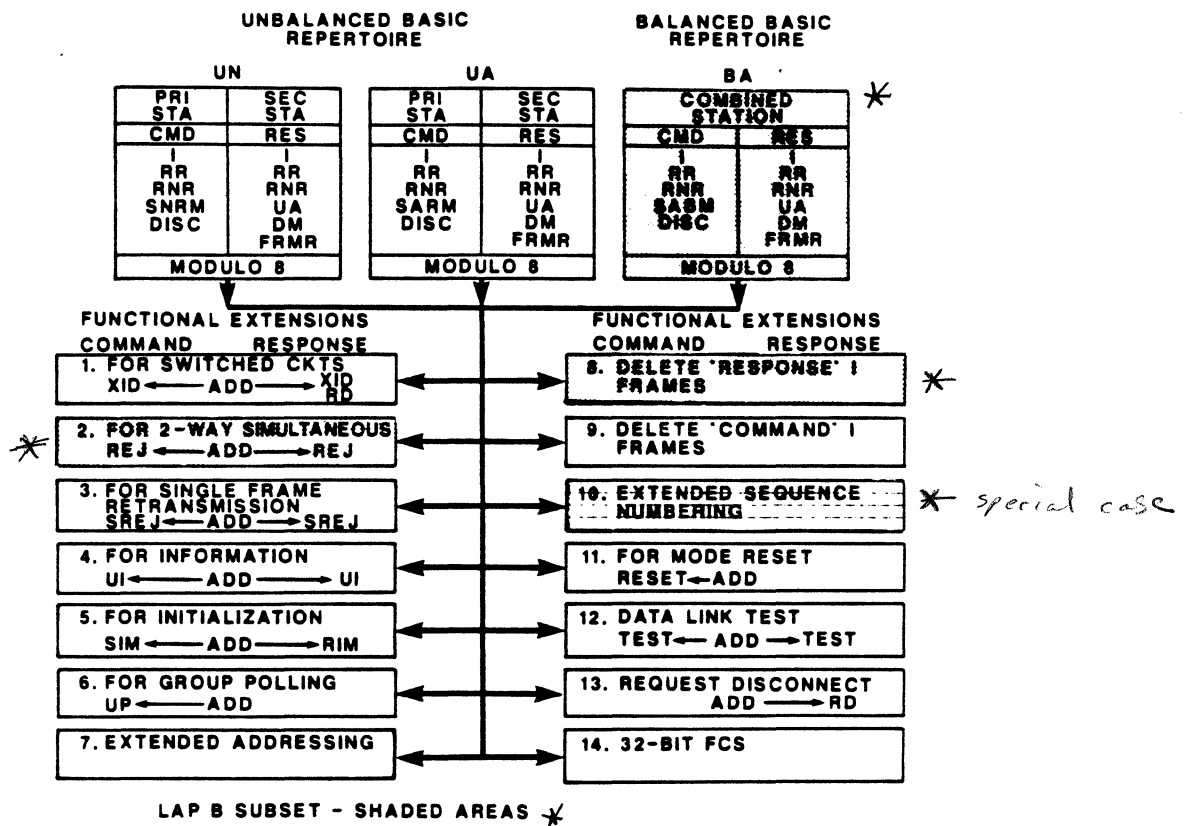 UNBALANCED BASIC
REPERTOIRE
BALANCED BASIC
REPERTOIRE
UN
PRI
STA
SEC
STA
CMD
RES
I
RR
RNR
SNRM
DISC
I
RR
RNR
UA
DM
FRMR
MODULO 8
UA
PRI
STA
SEC
STA
CMD
RES
I
RR
RNR
SARM
DISC
I
RR
RNR
UA
DM
FRMR
MODULO 8
BA
COMBINED
STATION
CMD
RES
I
RR
RNR
SABM
DISC
I
RR
RNR
UA
DM
FRMR
MODULO 8
*
FUNCTIONAL EXTENSIONS
COMMAND RESPONSE
1. FOR SWITCHED CKTS
XID ADD XID
RD
* 2. FOR 2-WAY SIMULTANEOUS
REJ ADD REJ
3. FOR SINGLE FRAME
RETRANSMISSION
SREJ ADD SREJ
4. FOR INFORMATION
UI ADD UI
5. FOR INITIALIZATION
SIM ADD RIM
6. FOR GROUP POLLING
UP ADD
7. EXTENDED ADDRESSING
FUNCTIONAL EXTENSIONS
COMMAND RESPONSE
8. DELETE 'RESPONSE' I
FRAMES *
9. DELETE 'COMMAND' I
FRAMES
10. EXTENDED SEQUENCE
NUMBERING * special case
11. FOR MODE RESET
RESET ADD
12. DATA LINK TEST
TEST ADD TEST
13. REQUEST DISCONNECT
ADD RD
14. 32-BIT FCS
LAP B SUBSET - SHADED AREAS *